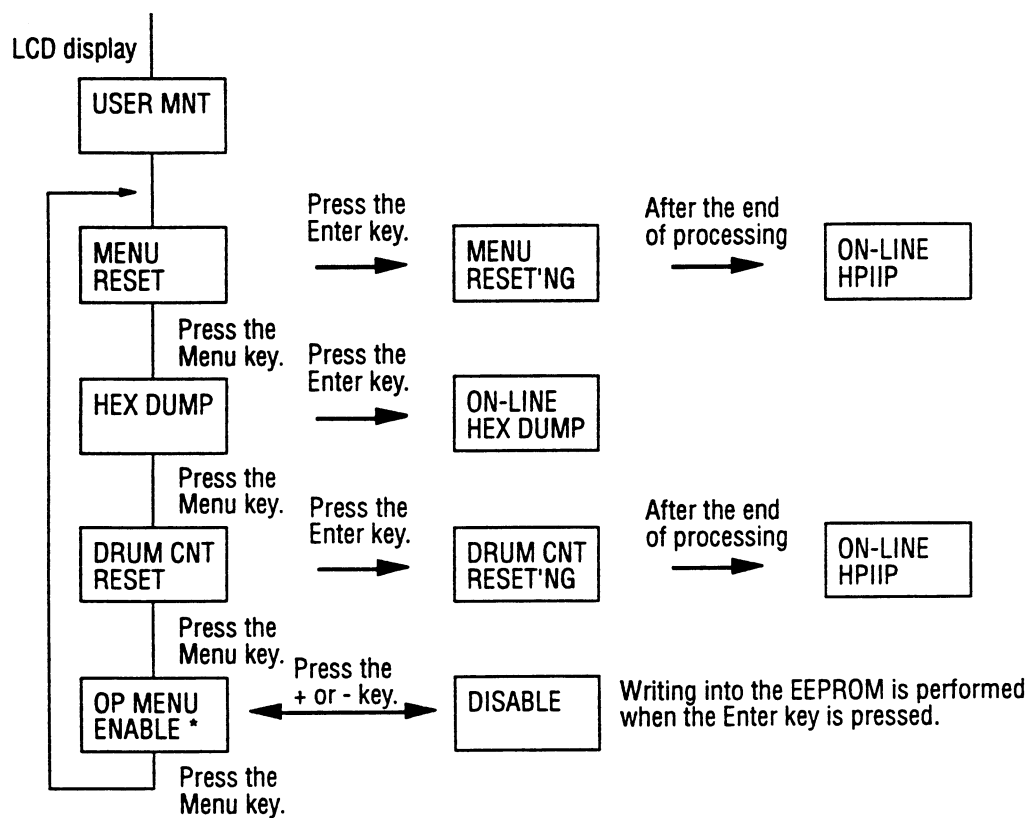 LCD display
USER MNT
MENU
RESET
Press the
Enter key.
MENU
RESET'NG
After the end
of processing
ON-LINE
HPIIP
Press the
Menu key.
HEX DUMP
Press the
Enter key.
ON-LINE
HEX DUMP
Press the
Menu key.
DRUM CNT
RESET
Press the
Enter key.
DRUM CNT
RESET'NG
After the end
of processing
ON-LINE
HPIIP
Press the
Menu key.
OP MENU
ENABLE *
Press the
+ or - key.
DISABLE
Writing into the EEPROM is performed
when the Enter key is pressed.
Press the
Menu key.